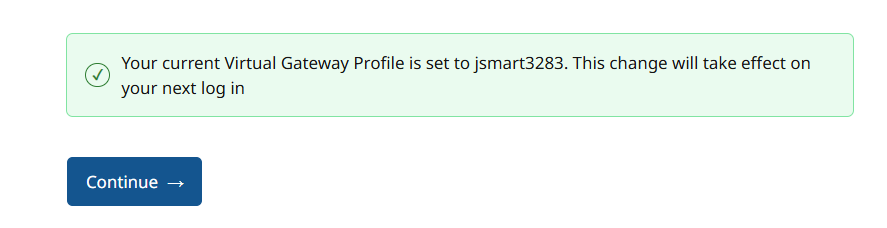 Your current Virtual Gateway Profile is set to jsmart3283. This change will take effect on
your next log in
Continue →